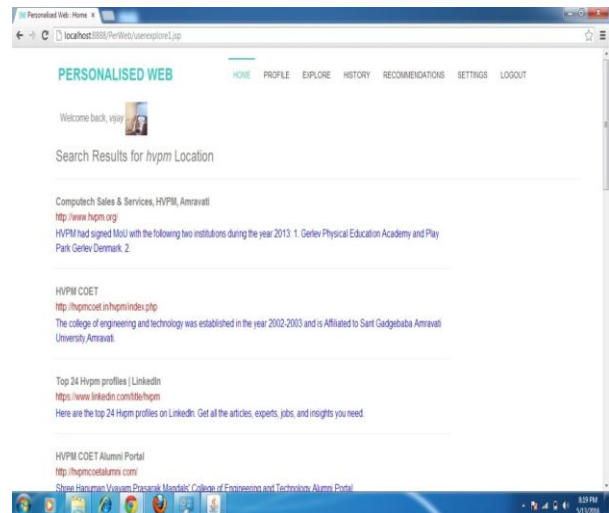 Personalised Web : Home
localhost:8888/PerWeb/userexplore1.jsp
PERSONALISED WEB
HOME PROFILE EXPLORE HISTORY RECOMMENDATIONS SETTINGS LOGOUT
Welcome back, vijay
Search Results for hvpm Location
Computech Sales & Services, HVPM, Amravati
http://www.hvpm.org/
HVPM had signed MoU with the following two institutions during the year 2013: 1. Gerlev Physical Education Academy and Play
Park Gerlev Denmark. 2.
HVPM COET
http://hvpmcoet.in/hvpm/index.php
The college of engineering and technology was established in the year 2002-2003 and is Affiliated to Sant Gadgebaba Amravati
University,Amravati.
Top 24 Hvpm profiles | LinkedIn
https://www.linkedin.com/title/hvpm
Here are the top 24 Hvpm profiles on LinkedIn. Get all the articles, experts, jobs, and insights you need.
HVPM COET Alumni Portal
http://hvpmcoetalumni.com/
Shree Hanuman Vyayam Prasarak Mandals' College of Engineering and Technology Alumni Portal
8:19 PM
5/13/2016